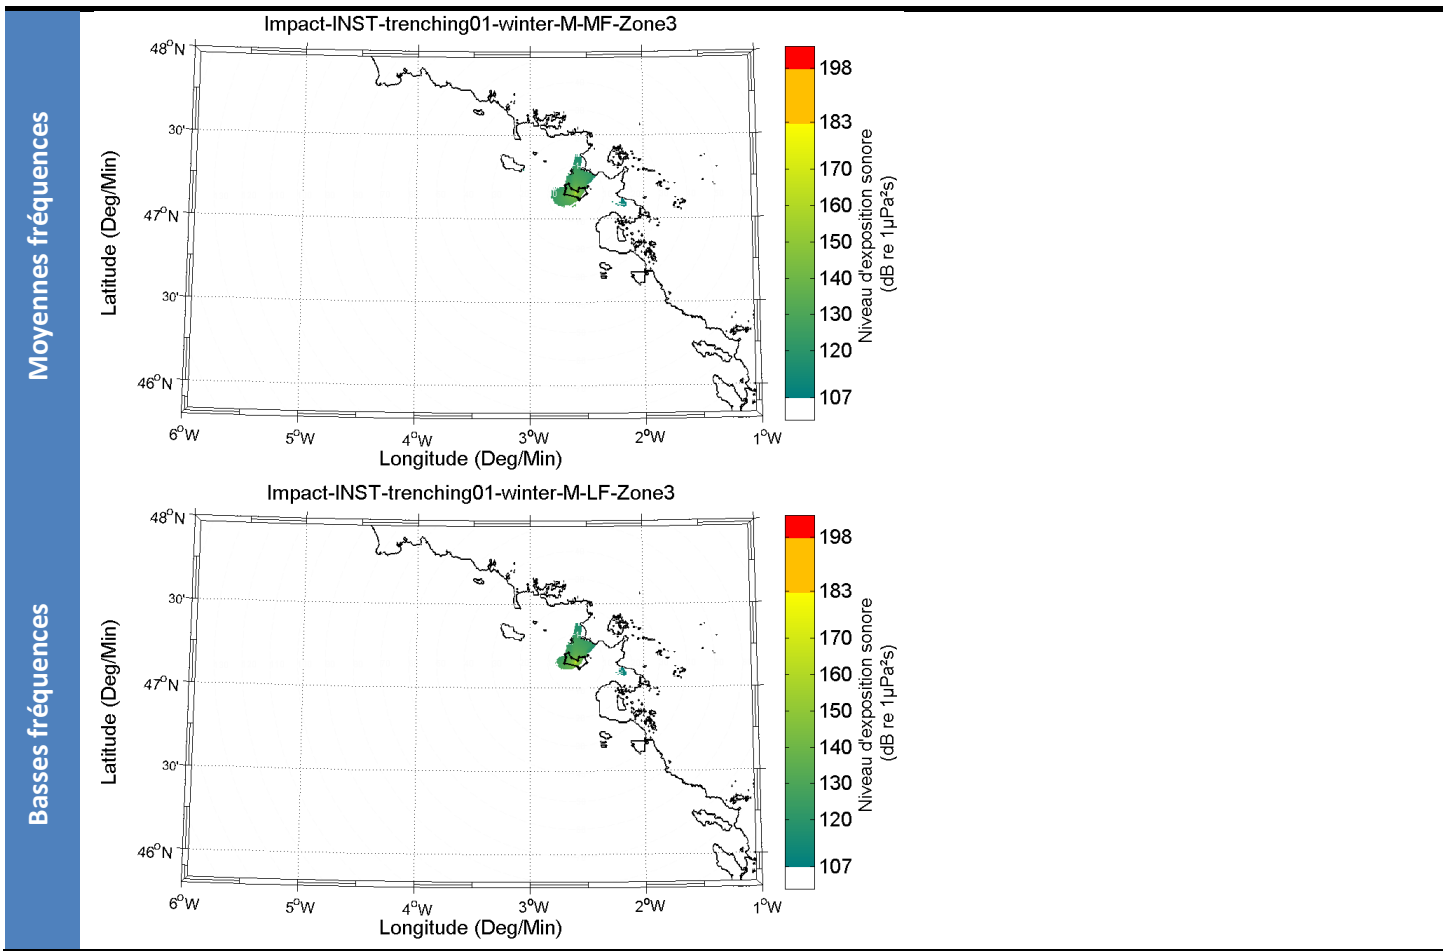 Moyennes fréquences
Impact-INST-trenching01-winter-M-MF-Zone3
48°N
30'
47°N
30'
46°N
Latitude (Deg/Min)
6°W 5°W 4°W 3°W 2°W 1°W
Longitude (Deg/Min)
198
183
170
160
150
140
130
120
107
Niveau d'exposition sonore
(dB re 1µPa²s)
Basses fréquences
Impact-INST-trenching01-winter-M-LF-Zone3
48°N
30'
47°N
30'
46°N
Latitude (Deg/Min)
6°W 5°W 4°W 3°W 2°W 1°W
Longitude (Deg/Min)
198
183
170
160
150
140
130
120
107
Niveau d'exposition sonore
(dB re 1µPa²s)